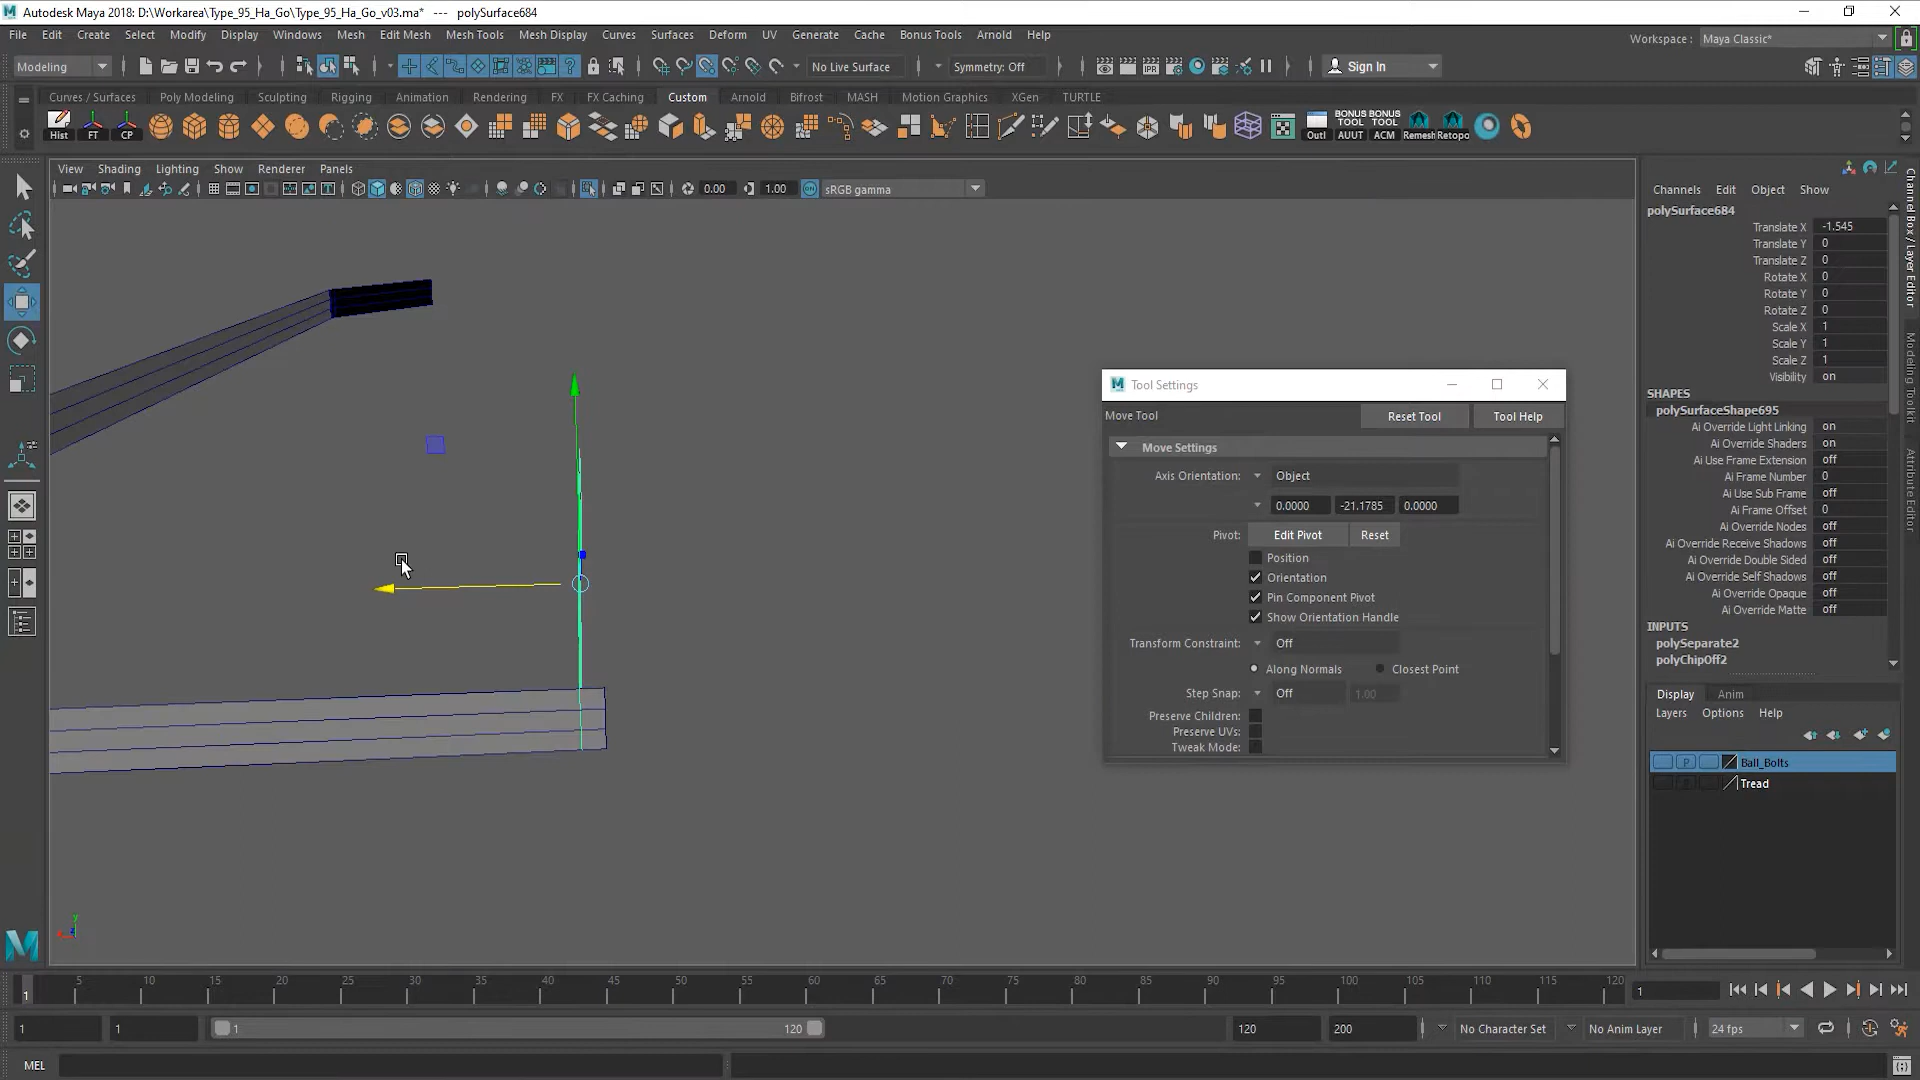 Autodesk Maya 2018: D:\Workarea\Type_95_Ha_Go\Type_95_Ha_Go_v03.ma* --- polySurface684
File Edit Create Select Modify Display Windows Mesh Edit Mesh Mesh Tools Mesh Display Curves Surfaces Deform UV Generate Cache Bonus Tools Arnold Help
Workspace : Maya Classic*
Modeling No Live Surface Symmetry: Off Sign In
Curves / Surfaces Poly Modeling Sculpting Rigging Animation Rendering FX FX Caching Custom Arnold Bifrost MASH Motion Graphics XGen TURTLE
BONUS TOOL BONUS TOOL
Hist FT CP Outl AUUT ACM Remesh Retopo
View Shading Lighting Show Renderer Panels
0.00 1.00 ON sRGB gamma
Channels Edit Object Show
polySurface684
Translate X -1.545
Translate Y 0
Translate Z 0
Rotate X 0
Rotate Y 0
Rotate Z 0
Scale X 1
Scale Y 1
Scale Z 1
Visibility on
SHAPES
polySurfaceShape695
Ai Override Light Linking on
Ai Override Shaders on
Ai Use Frame Extension off
Ai Frame Number 0
Ai Use Sub Frame off
Ai Frame Offset 0
Ai Override Nodes off
Ai Override Receive Shadows off
Ai Override Double Sided off
Ai Override Self Shadows off
Ai Override Opaque off
Ai Override Matte off
INPUTS
polySeparate2
polyChipOff2
Display Anim
Layers Options Help
P Ball_Bolts
Tread
Channel Box / Layer Editor
Modeling Toolkit
Attribute Editor
Tool Settings
Move Tool Reset Tool Tool Help
Move Settings
Axis Orientation: Object
0.0000 -21.1785 0.0000
Pivot: Edit Pivot Reset
Position
Orientation
Pin Component Pivot
Show Orientation Handle
Transform Constraint: Off
Along Normals Closest Point
Step Snap: Off 1.00
Preserve Children:
Preserve UVs:
Tweak Mode:
y
z
1 5 10 15 20 25 30 35 40 45 50 55 60 65 70 75 80 85 90 95 100 105 110 115 120
1
1 1 1 120 120 200 No Character Set No Anim Layer 24 fps
MEL